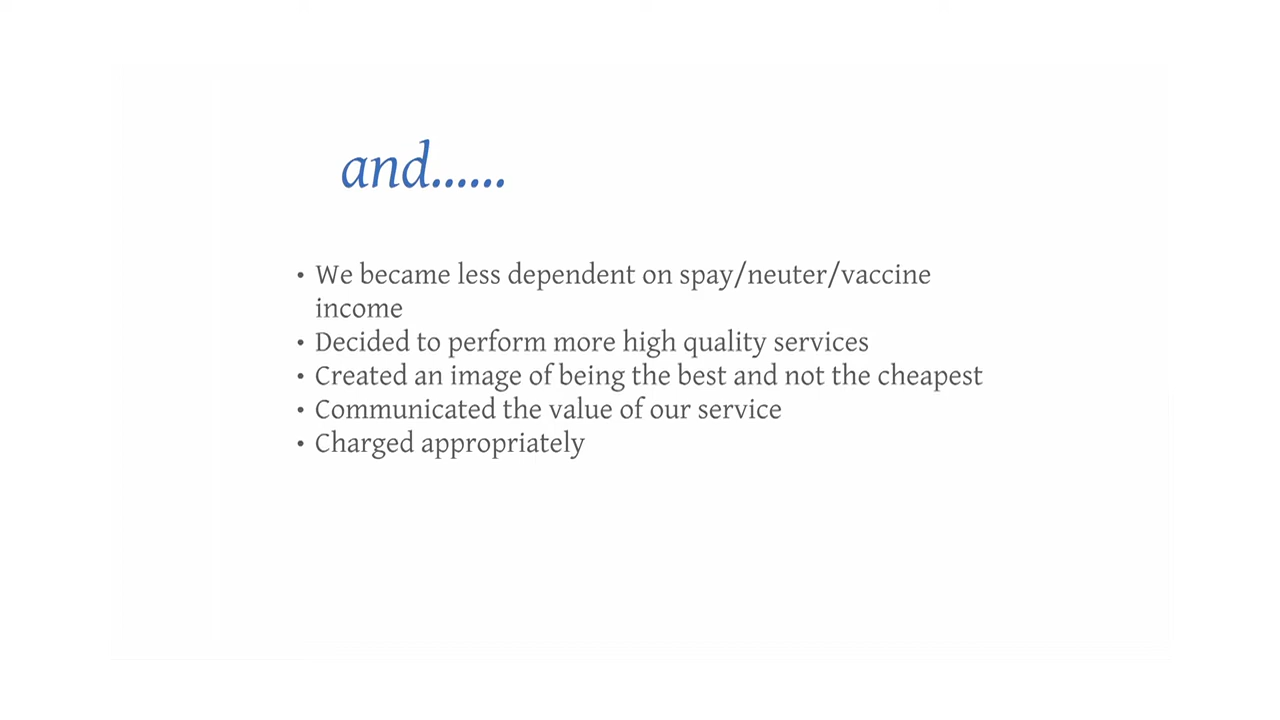 and......
• We became less dependent on spay/neuter/vaccine
income
• Decided to perform more high quality services
• Created an image of being the best and not the cheapest
• Communicated the value of our service
• Charged appropriately